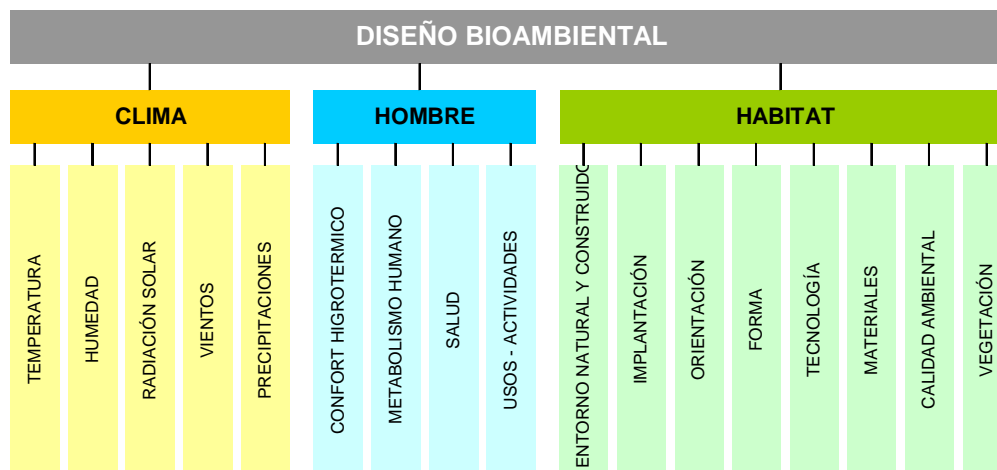 DISEÑO BIOAMBIENTAL
CLIMA
HOMBRE
HABITAT
TEMPERATURA
HUMEDAD
RADIACIÓN SOLAR
VIENTOS
PRECIPITACIONES
CONFORT HIGROTERMICO
METABOLISMO HUMANO
SALUD
USOS - ACTIVIDADES
ENTORNO NATURAL Y CONSTRUIDO
IMPLANTACIÓN
ORIENTACIÓN
FORMA
TECNOLOGÍA
MATERIALES
CALIDAD AMBIENTAL
VEGETACIÓN